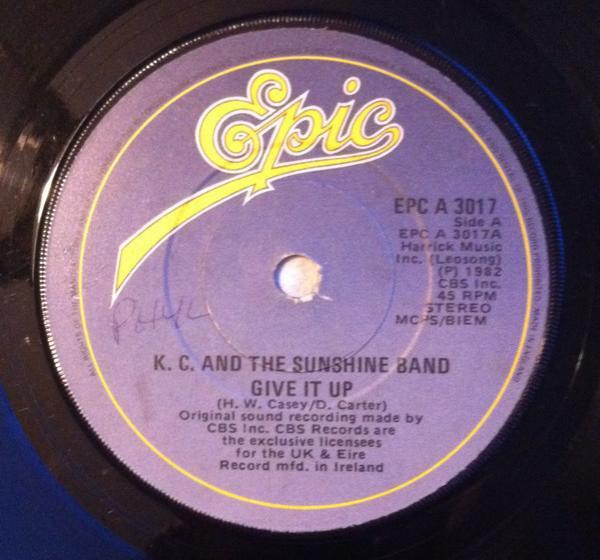 Epic
EPC A 3017
Side A
EPC A 3017A
Harrick Music
Inc. (Leosong)
(P) 1982
CBS Inc.
45 RPM
STEREO
MCPS/BIEM
K. C. AND THE SUNSHINE BAND
GIVE IT UP
(H. W. Casey/D. Carter)
Original sound recording made by
CBS Inc. CBS Records are
the exclusive licensees
for the UK & Eire
Record mfd. in Ireland